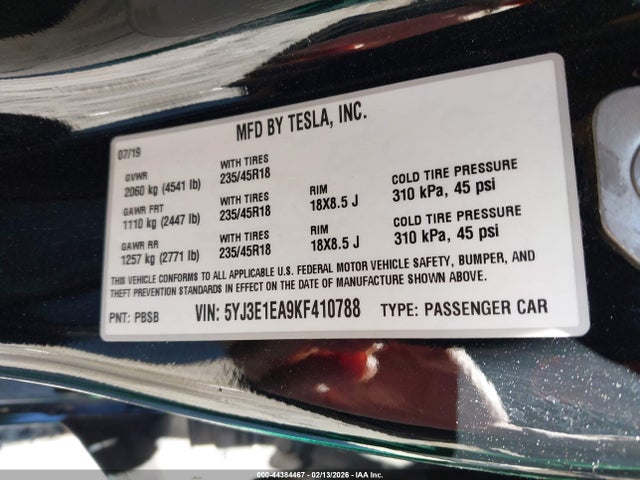 MFD BY TESLA, INC.
07/19
GVWR WITH TIRES
2060 kg (4541 lb) 235/45R18
GAWR FRT WITH TIRES RIM COLD TIRE PRESSURE
1110 kg (2447 lb) 235/45R18 18X8.5 J 310 kPa, 45 psi
GAWR RR WITH TIRES RIM COLD TIRE PRESSURE
1257 kg (2771 lb) 235/45R18 18X8.5 J 310 kPa, 45 psi
THIS VEHICLE CONFORMS TO ALL APPLICABLE U.S. FEDERAL MOTOR VEHICLE SAFETY, BUMPER, AND
THEFT PREVENTION STANDARDS IN EFFECT ON THE DATE OF MANUFACTURE SHOWN ABOVE.
PNT: PBSB VIN: 5YJ3E1EA9KF410788 TYPE: PASSENGER CAR
000-44384467 - 02/13/2026 - IAA Inc.